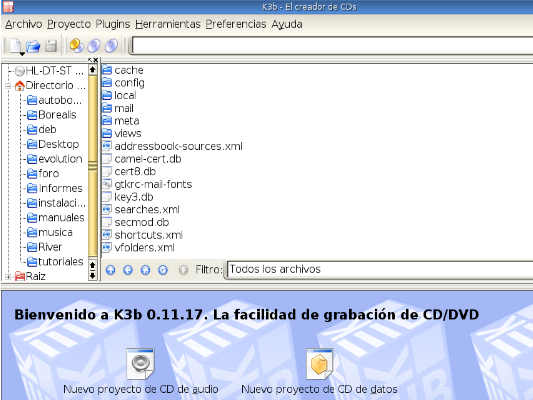 K3b - El creador de CDs
Archivo Proyecto Plugins Herramientas Preferencias Ayuda
HL-DT-ST ...
Directorio ...
autobo...
Borealis
deb
Desktop
evolution
foro
Informes
instalaci...
manuales
musica
River
tutoriales
Raiz
cache
config
local
mail
meta
views
addressbook-sources.xml
camel-cert.db
cert8.db
gtkrc-mail-fonts
key3.db
searches.xml
secmod.db
shortcuts.xml
vfolders.xml
Filtro: Todos los archivos
Bienvenido a K3b 0.11.17. La facilidad de grabación de CD/DVD
Nuevo proyecto de CD de audio
Nuevo proyecto de CD de datos